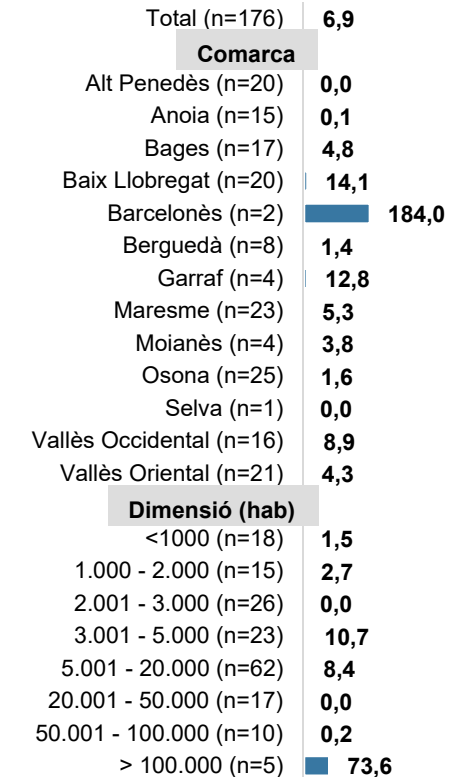 Total (n=176) 6,9
Comarca
Alt Penedès (n=20) 0,0
Anoia (n=15) 0,1
Bages (n=17) 4,8
Baix Llobregat (n=20) 14,1
Barcelonès (n=2) 184,0
Berguedà (n=8) 1,4
Garraf (n=4) 12,8
Maresme (n=23) 5,3
Moianès (n=4) 3,8
Osona (n=25) 1,6
Selva (n=1) 0,0
Vallès Occidental (n=16) 8,9
Vallès Oriental (n=21) 4,3
Dimensió (hab)
<1000 (n=18) 1,5
1.000 - 2.000 (n=15) 2,7
2.001 - 3.000 (n=26) 0,0
3.001 - 5.000 (n=23) 10,7
5.001 - 20.000 (n=62) 8,4
20.001 - 50.000 (n=17) 0,0
50.001 - 100.000 (n=10) 0,2
> 100.000 (n=5) 73,6